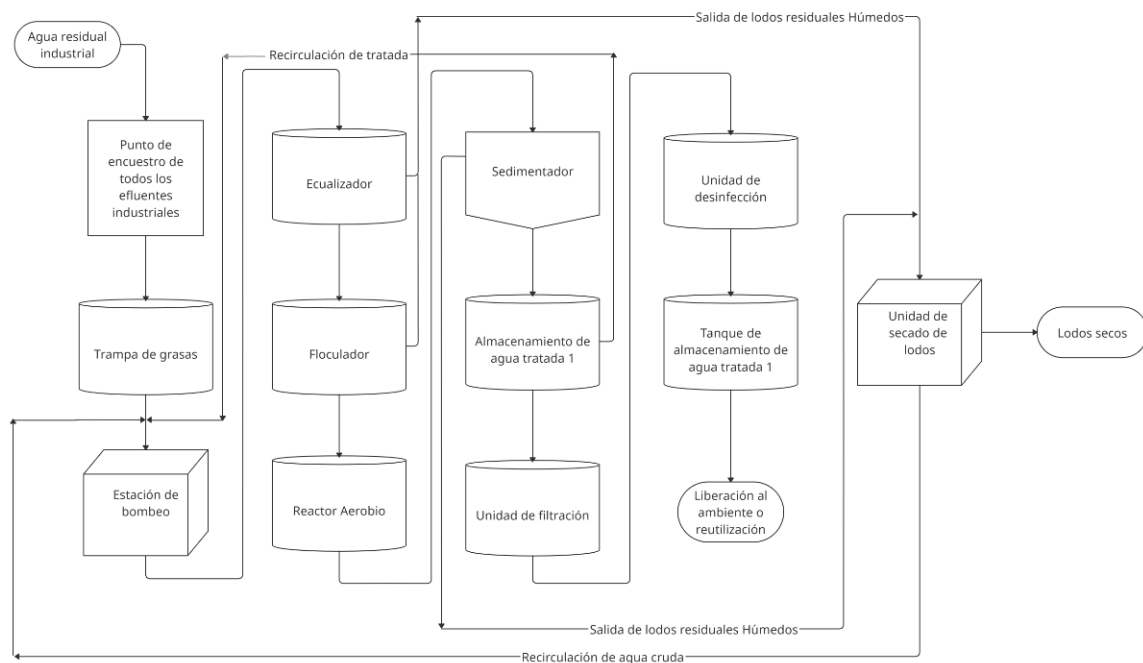 Salida de lodos residuales Húmedos
Agua residual
industrial
Recirculación de tratada
Punto de
encuestro de
todos los
efluentes
industriales
Ecualizador
Sedimentador
Unidad de
desinfección
Trampa de grasas
Floculador
Almacenamiento de
agua tratada 1
Tanque de
almacenamiento de
agua tratada 1
Unidad de
secado de
lodos
Lodos secos
Estación de
bombeo
Reactor Aerobio
Unidad de filtración
Liberación al
ambiente o
reutilización
Salida de lodos residuales Húmedos
Recirculación de agua cruda